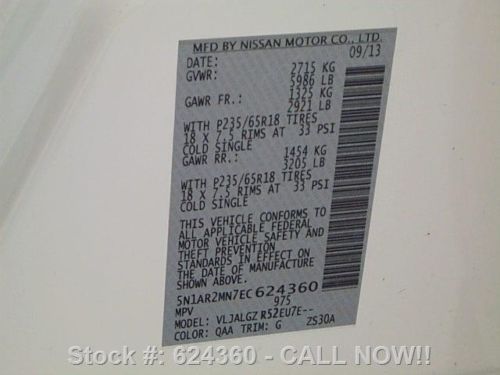 MFD BY NISSAN MOTOR CO., LTD.
DATE: 09/13
GVWR: 2715 KG
5986 LB
GAWR FR.: 1325 KG
2921 LB
WITH P235/65R18 TIRES
18 X 7.5 RIMS AT 33 PSI
COLD SINGLE
GAWR RR.: 1454 KG
3205 LB
WITH P235/65R18 TIRES
18 X 7.5 RIMS AT 33 PSI
COLD SINGLE
THIS VEHICLE CONFORMS TO
ALL APPLICABLE FEDERAL
MOTOR VEHICLE SAFETY AND
THEFT PREVENTION
STANDARDS IN EFFECT ON
THE DATE OF MANUFACTURE
SHOWN ABOVE.
5N1AR2MN7EC624360
MPV 975
MODEL: VLJALGZ R52EU7E--
COLOR: QAA TRIM: G ZS30A
Stock #: 624360 - CALL NOW!!